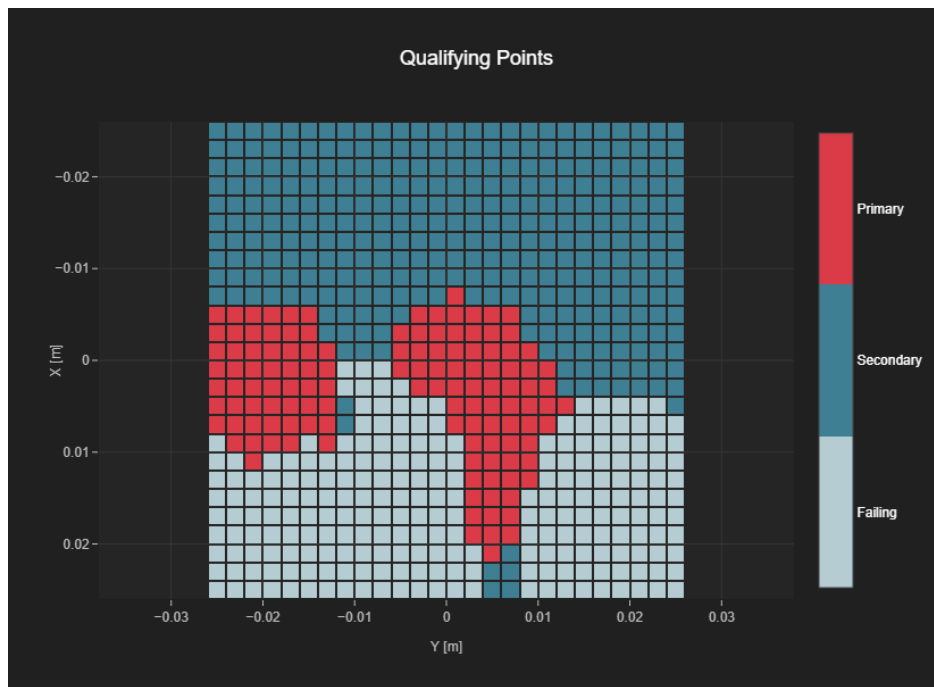 Qualifying Points
−0.02
−0.01
0
0.01
0.02
X [m]
−0.03
−0.02
−0.01
0
0.01
0.02
0.03
Y [m]
Primary
Secondary
Failing